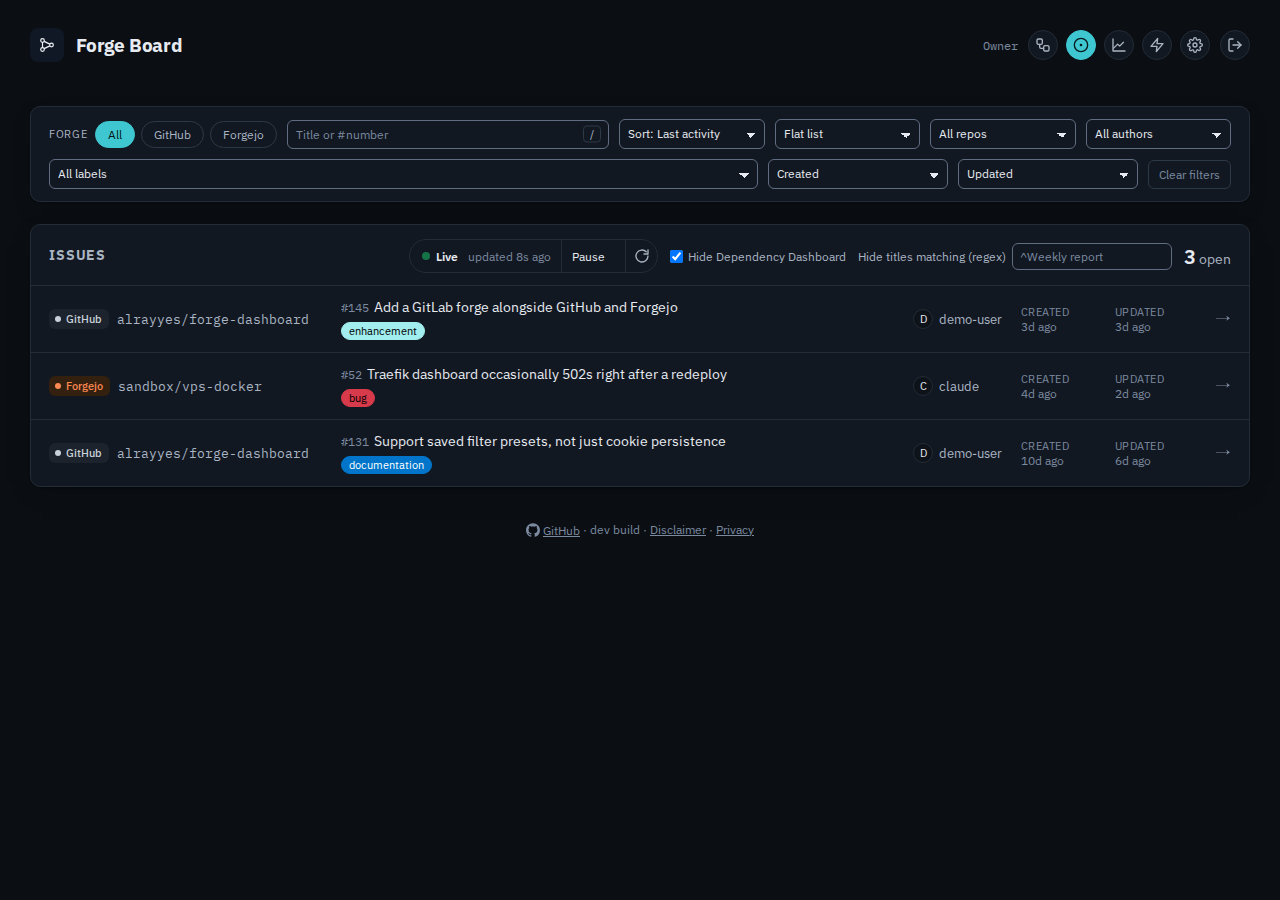 Forge Board
Owner
FORGE All GitHub Forgejo Title or #number / Sort: Last activity Flat list All repos All authors
All labels Created Updated Clear filters
ISSUES Live updated 8s ago Pause Hide Dependency Dashboard Hide titles matching (regex) ^Weekly report 3 open
GitHub alrayyes/forge-dashboard #145 Add a GitLab forge alongside GitHub and Forgejo
enhancement
D demo-user
CREATED
3d ago
UPDATED
3d ago
→
Forgejo sandbox/vps-docker #52 Traefik dashboard occasionally 502s right after a redeploy
bug
C claude
CREATED
4d ago
UPDATED
2d ago
→
GitHub alrayyes/forge-dashboard #131 Support saved filter presets, not just cookie persistence
documentation
D demo-user
CREATED
10d ago
UPDATED
6d ago
→
GitHub · dev build · Disclaimer · Privacy